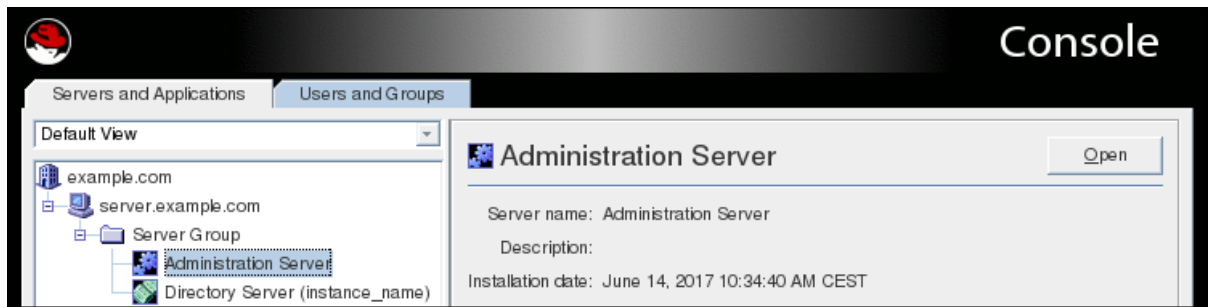 Console
Servers and Applications
Users and Groups
Default View
example.com
server.example.com
Server Group
Administration Server
Directory Server (instance_name)
Administration Server
Open
Server name: Administration Server
Description:
Installation date: June 14, 2017 10:34:40 AM CEST